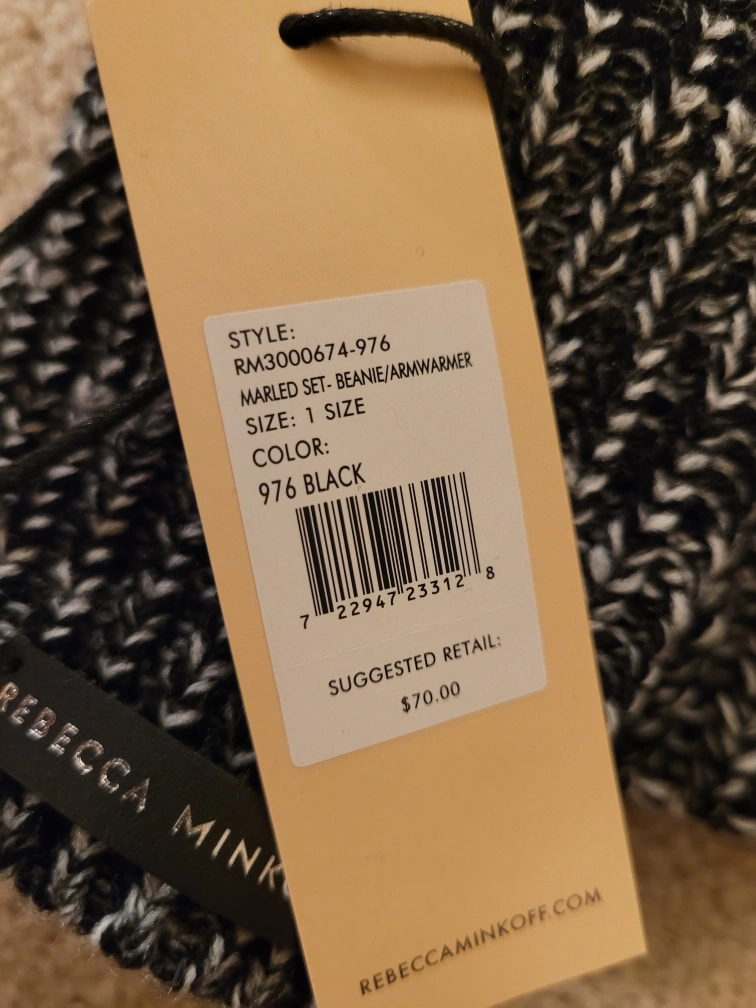 STYLE:
RM3000674-976
MARLED SET- BEANIE/ARMWARMER
SIZE: 1 SIZE
COLOR:
976 BLACK
7 22947 23312 8
SUGGESTED RETAIL:
$70.00
REBECCA MINK
REBECCAMINKOFF.COM